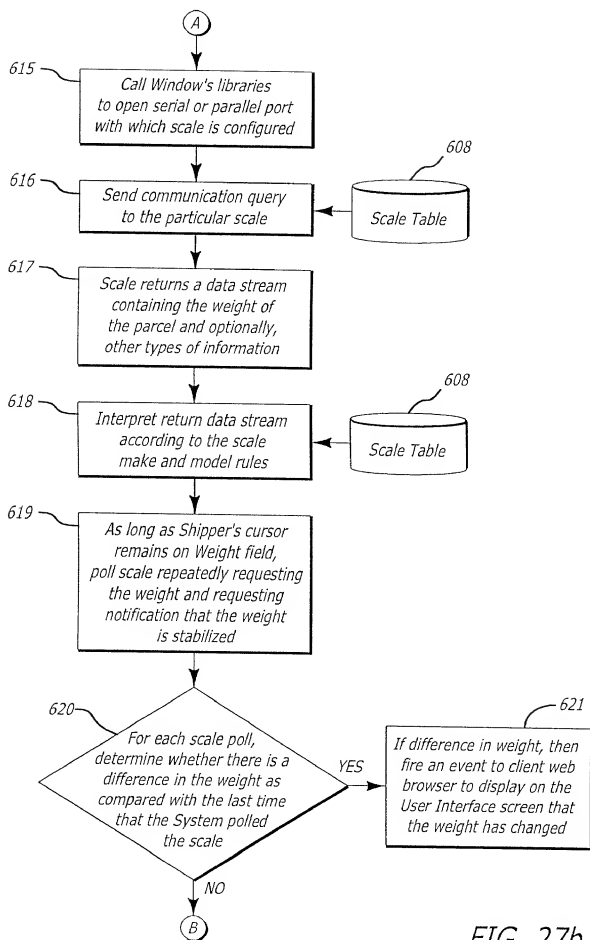 A
615
Call Window's libraries
to open serial or parallel port
with which scale is configured
608
616
Send communication query
to the particular scale
Scale Table
617
Scale returns a data stream
containing the weight of
the parcel and optionally,
other types of information
608
618
Interpret return data stream
according to the scale
make and model rules
Scale Table
619
As long as Shipper's cursor
remains on Weight field,
poll scale repeatedly requesting
the weight and requesting
notification that the weight
is stabilized
620
For each scale poll,
determine whether there is a
difference in the weight as
compared with the last time
that the System polled
the scale
YES
621
If difference in weight, then
fire an event to client web
browser to display on the
User Interface screen that
the weight has changed
NO
B
FIG. 27b